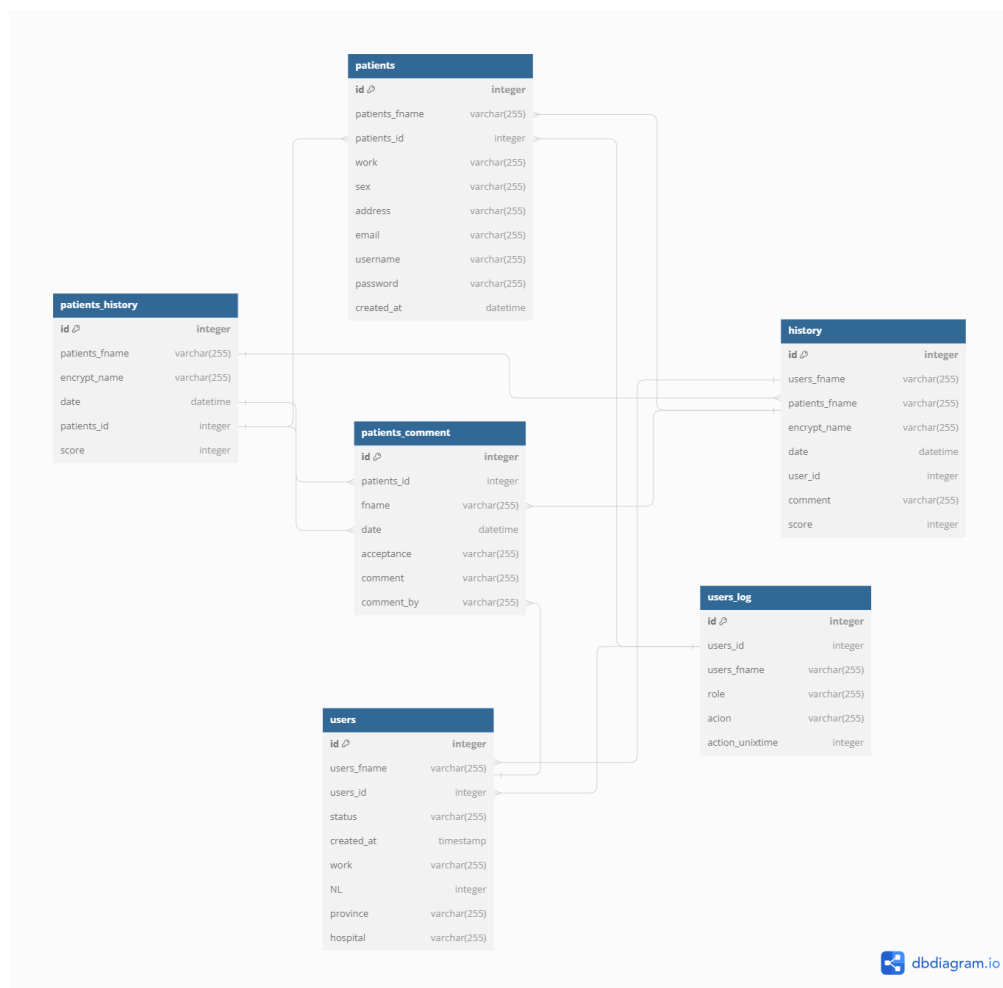 patients
id integer
patients_fname varchar(255)
patients_id integer
work varchar(255)
sex varchar(255)
address varchar(255)
email varchar(255)
username varchar(255)
password varchar(255)
created_at datetime
patients_history
id integer
patients_fname varchar(255)
encrypt_name varchar(255)
date datetime
patients_id integer
score integer
history
id integer
users_fname varchar(255)
patients_fname varchar(255)
encrypt_name varchar(255)
date datetime
user_id integer
comment varchar(255)
score integer
patients_comment
id integer
patients_id integer
fname varchar(255)
date datetime
acceptance varchar(255)
comment varchar(255)
comment_by varchar(255)
users_log
id integer
users_id integer
users_fname varchar(255)
role varchar(255)
acion varchar(255)
action_unixtime integer
users
id integer
users_fname varchar(255)
users_id integer
status varchar(255)
created_at timestamp
work varchar(255)
NL integer
province varchar(255)
hospital varchar(255)
dbdiagram.io